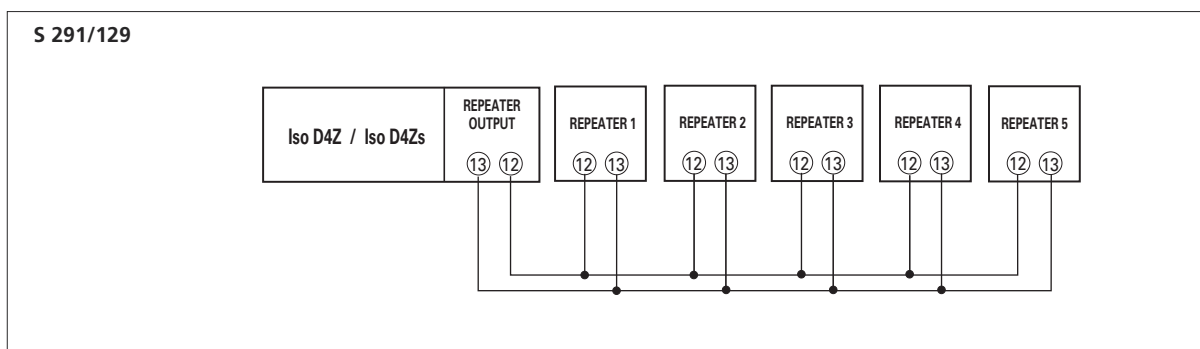 S 291/129
Iso D4Z / Iso D4Zs
REPEATER
OUTPUT
13 12
REPEATER 1
12 13
REPEATER 2
12 13
REPEATER 3
12 13
REPEATER 4
12 13
REPEATER 5
12 13